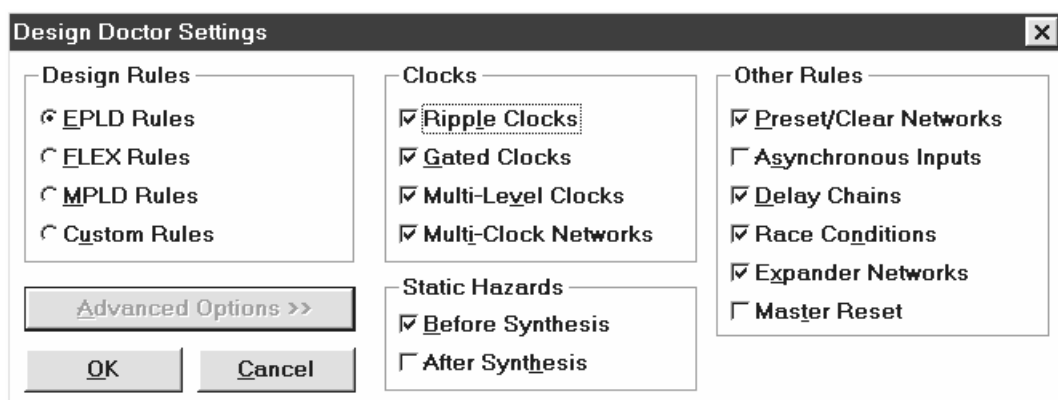 Design Doctor Settings
Design Rules
EPLD Rules
FLEX Rules
MPLD Rules
Custom Rules
Advanced Options >>
OK
Cancel
Clocks
Ripple Clocks
Gated Clocks
Multi-Level Clocks
Multi-Clock Networks
Static Hazards
Before Synthesis
After Synthesis
Other Rules
Preset/Clear Networks
Asynchronous Inputs
Delay Chains
Race Conditions
Expander Networks
Master Reset